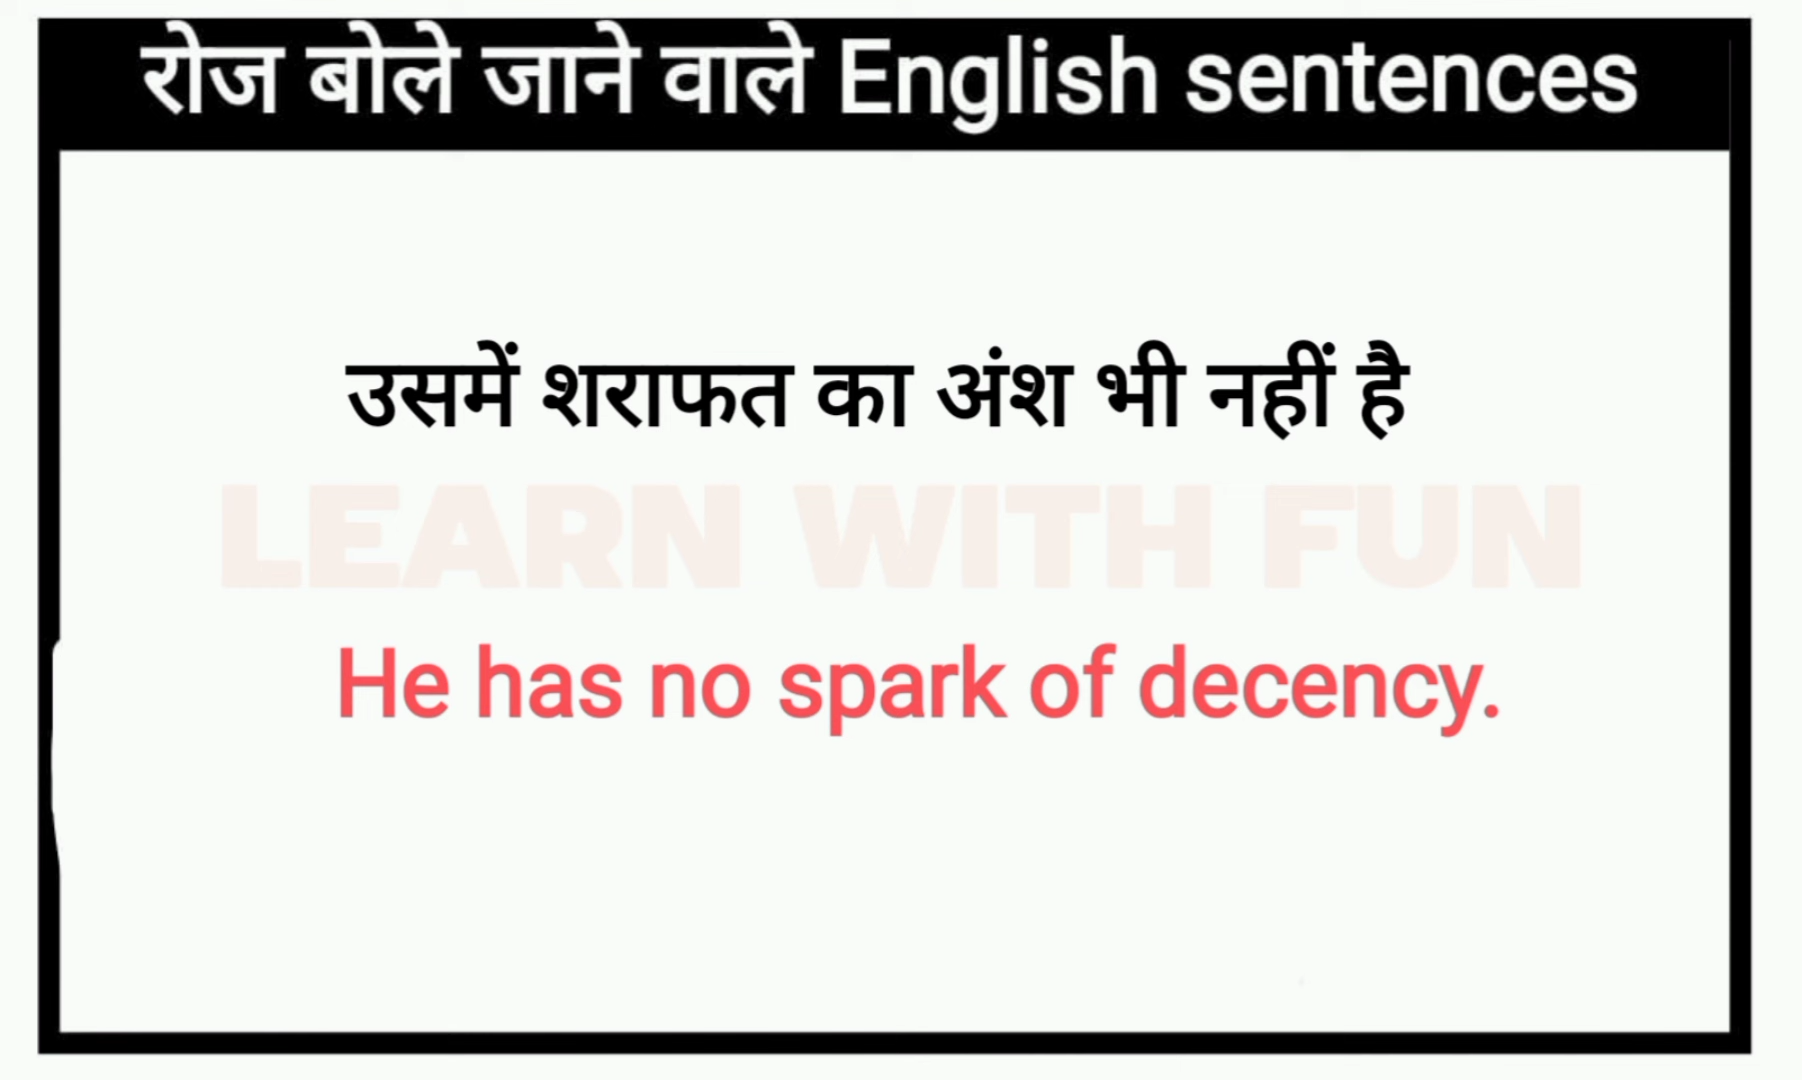 रोज बोले जाने वाले English sentences
उसमें शराफत का अंश भी नहीं है
LEARN WITH FUN
He has no spark of decency.